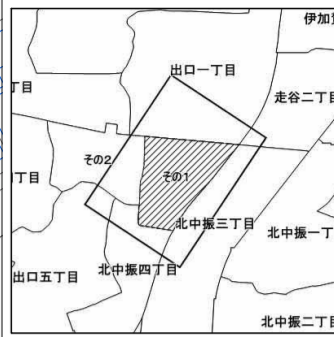 伊加
出口一丁目
丁目
走谷二丁目
その2
その1
丁目
北中振三丁目
北中振一丁
北中振四丁目
出口五丁目
北中振二丁目